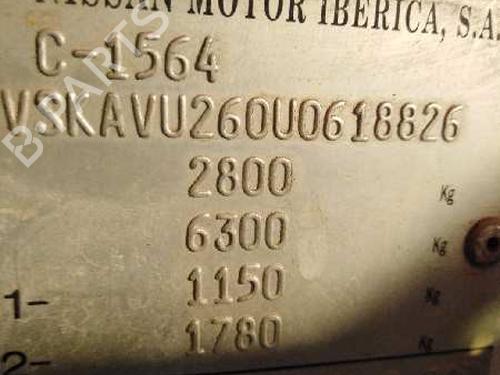 NISSAN MOTOR IBERICA, S.A.
C-1564
VSKAVU260U0618826
2800 Kg
6300 Kg
1- 1150 Kg
2- 1780 Kg
B-PARTS